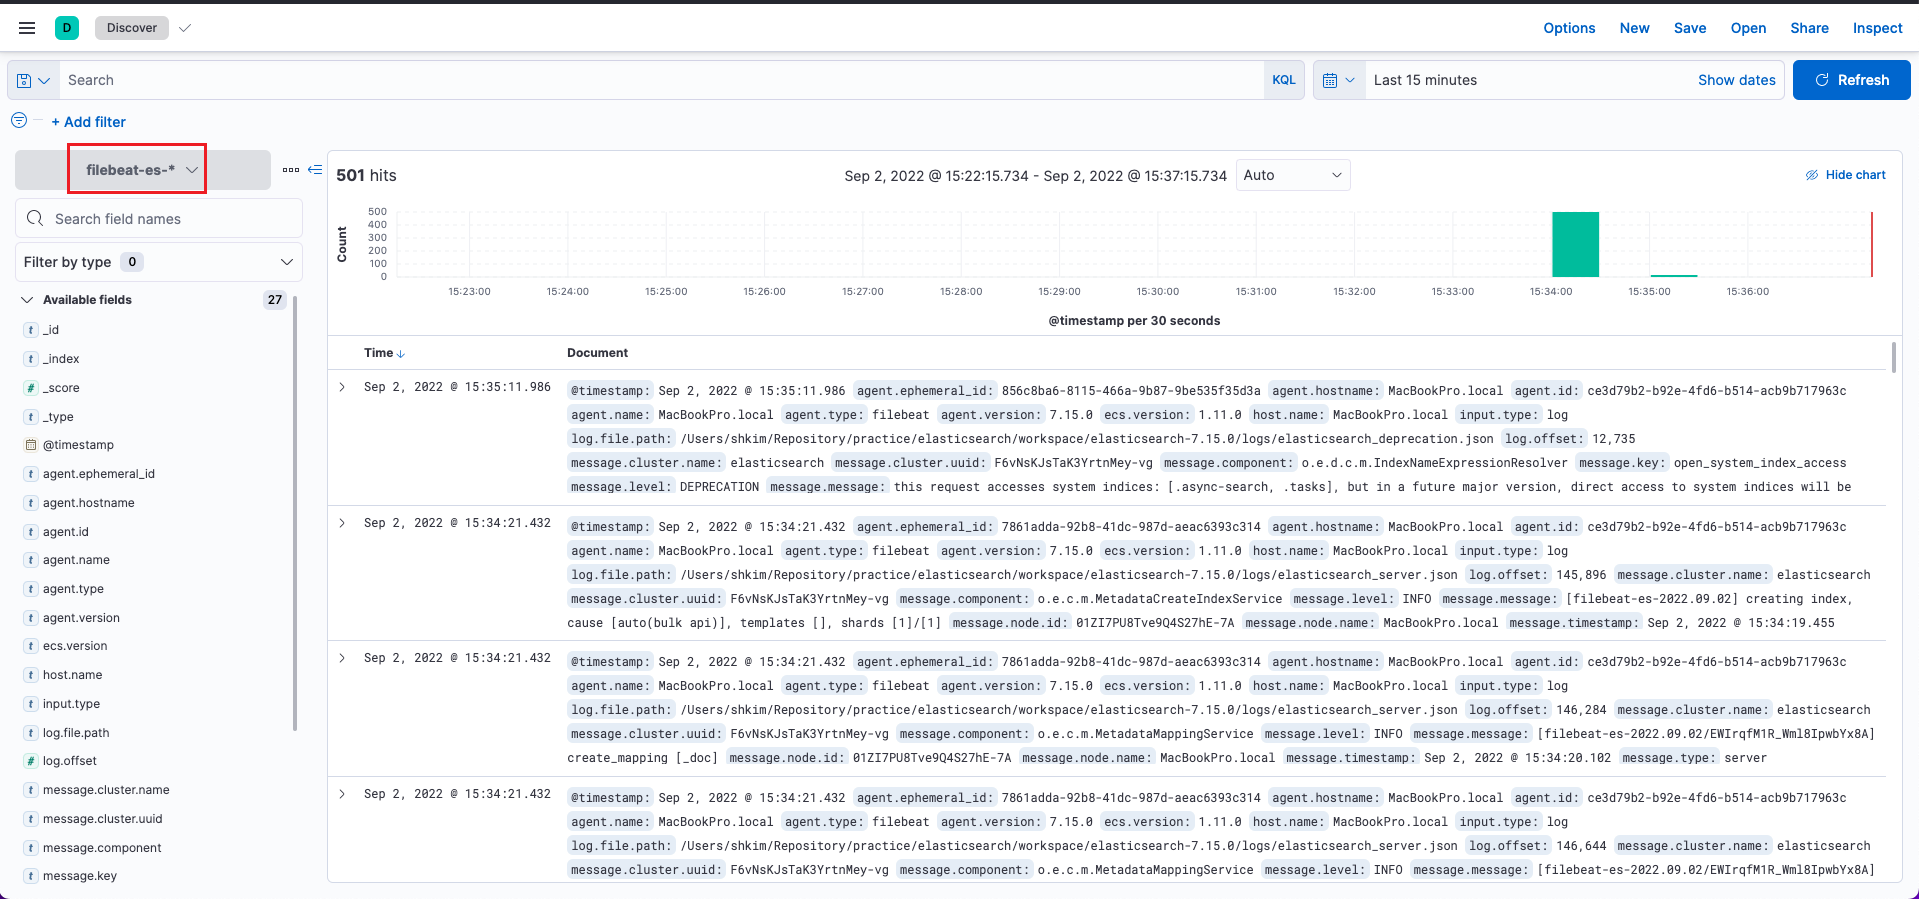 D Discover Options New Save Open Share Inspect
Search KQL Last 15 minutes Show dates Refresh
+ Add filter
filebeat-es-*
Search field names
Filter by type 0
Available fields 27
t _id
t _index
# _score
t _type
@timestamp
t agent.ephemeral_id
t agent.hostname
t agent.id
t agent.name
t agent.type
t agent.version
t ecs.version
t host.name
t input.type
t log.file.path
# log.offset
t message.cluster.name
t message.cluster.uuid
t message.component
t message.key
501 hits Sep 2, 2022 @ 15:22:15.734 - Sep 2, 2022 @ 15:37:15.734 Auto Hide chart
Count
500
400
300
200
100
0
15:23:00 15:24:00 15:25:00 15:26:00 15:27:00 15:28:00 15:29:00 15:30:00 15:31:00 15:32:00 15:33:00 15:34:00 15:35:00 15:36:00
@timestamp per 30 seconds
Time Document
Sep 2, 2022 @ 15:35:11.986 @timestamp: Sep 2, 2022 @ 15:35:11.986 agent.ephemeral_id: 856c8ba6-8115-466a-9b87-9be535f35d3a agent.hostname: MacBookPro.local agent.id: ce3d79b2-b92e-4fd6-b514-acb9b717963c
agent.name: MacBookPro.local agent.type: filebeat agent.version: 7.15.0 ecs.version: 1.11.0 host.name: MacBookPro.local input.type: log
log.file.path: /Users/shkim/Repository/practice/elasticsearch/workspace/elasticsearch-7.15.0/logs/elasticsearch_deprecation.json log.offset: 12,735
message.cluster.name: elasticsearch message.cluster.uuid: F6vNsKJsTaK3YrtnMey-vg message.component: o.e.d.c.m.IndexNameExpressionResolver message.key: open_system_index_access
message.level: DEPRECATION message.message: this request accesses system indices: [.async-search, .tasks], but in a future major version, direct access to system indices will be
Sep 2, 2022 @ 15:34:21.432 @timestamp: Sep 2, 2022 @ 15:34:21.432 agent.ephemeral_id: 7861adda-92b8-41dc-987d-aeac6393c314 agent.hostname: MacBookPro.local agent.id: ce3d79b2-b92e-4fd6-b514-acb9b717963c
agent.name: MacBookPro.local agent.type: filebeat agent.version: 7.15.0 ecs.version: 1.11.0 host.name: MacBookPro.local input.type: log
log.file.path: /Users/shkim/Repository/practice/elasticsearch/workspace/elasticsearch-7.15.0/logs/elasticsearch_server.json log.offset: 145,896 message.cluster.name: elasticsearch
message.cluster.uuid: F6vNsKJsTaK3YrtnMey-vg message.component: o.e.c.m.MetadataCreateIndexService message.level: INFO message.message: [filebeat-es-2022.09.02] creating index,
cause [auto(bulk api)], templates [], shards [1]/[1] message.node.id: 01ZI7PU8Tve9Q4S27hE-7A message.node.name: MacBookPro.local message.timestamp: Sep 2, 2022 @ 15:34:19.455
Sep 2, 2022 @ 15:34:21.432 @timestamp: Sep 2, 2022 @ 15:34:21.432 agent.ephemeral_id: 7861adda-92b8-41dc-987d-aeac6393c314 agent.hostname: MacBookPro.local agent.id: ce3d79b2-b92e-4fd6-b514-acb9b717963c
agent.name: MacBookPro.local agent.type: filebeat agent.version: 7.15.0 ecs.version: 1.11.0 host.name: MacBookPro.local input.type: log
log.file.path: /Users/shkim/Repository/practice/elasticsearch/workspace/elasticsearch-7.15.0/logs/elasticsearch_server.json log.offset: 146,284 message.cluster.name: elasticsearch
message.cluster.uuid: F6vNsKJsTaK3YrtnMey-vg message.component: o.e.c.m.MetadataMappingService message.level: INFO message.message: [filebeat-es-2022.09.02/EWIrqfM1R_Wml8IpwbYx8A]
create_mapping [_doc] message.node.id: 01ZI7PU8Tve9Q4S27hE-7A message.node.name: MacBookPro.local message.timestamp: Sep 2, 2022 @ 15:34:20.102 message.type: server
Sep 2, 2022 @ 15:34:21.432 @timestamp: Sep 2, 2022 @ 15:34:21.432 agent.ephemeral_id: 7861adda-92b8-41dc-987d-aeac6393c314 agent.hostname: MacBookPro.local agent.id: ce3d79b2-b92e-4fd6-b514-acb9b717963c
agent.name: MacBookPro.local agent.type: filebeat agent.version: 7.15.0 ecs.version: 1.11.0 host.name: MacBookPro.local input.type: log
log.file.path: /Users/shkim/Repository/practice/elasticsearch/workspace/elasticsearch-7.15.0/logs/elasticsearch_server.json log.offset: 146,644 message.cluster.name: elasticsearch
message.cluster.uuid: F6vNsKJsTaK3YrtnMey-vg message.component: o.e.c.m.MetadataMappingService message.level: INFO message.message: [filebeat-es-2022.09.02/EWIrqfM1R_Wml8IpwbYx8A]